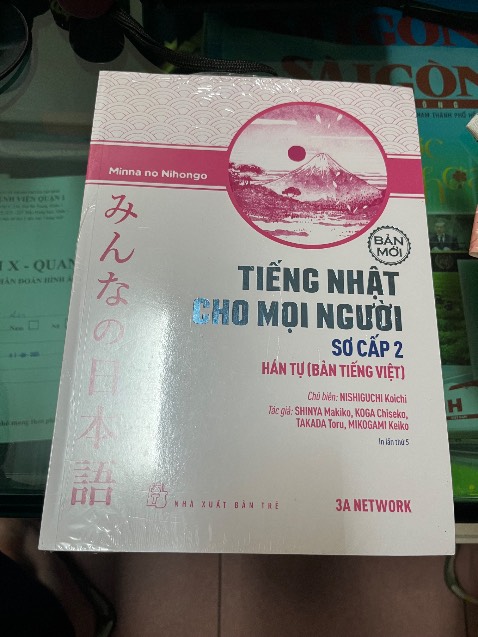 SAIGON
SÀIGÒN
Minna no Nihongo
みんなの日本語
BẢN MỚI
TIẾNG NHẬT
CHO MỌI NGƯỜI
SƠ CẤP 2
HÁN TỰ (BẢN TIẾNG VIỆT)
Chủ biên: NISHIGUCHI Koichi
Tác giả: SHINYA Makiko, KOGA Chiseko,
TAKADA Toru, MIKOGAMI Keiko
In lần thứ 5
NHÀ XUẤT BẢN TRẺ
3A NETWORK